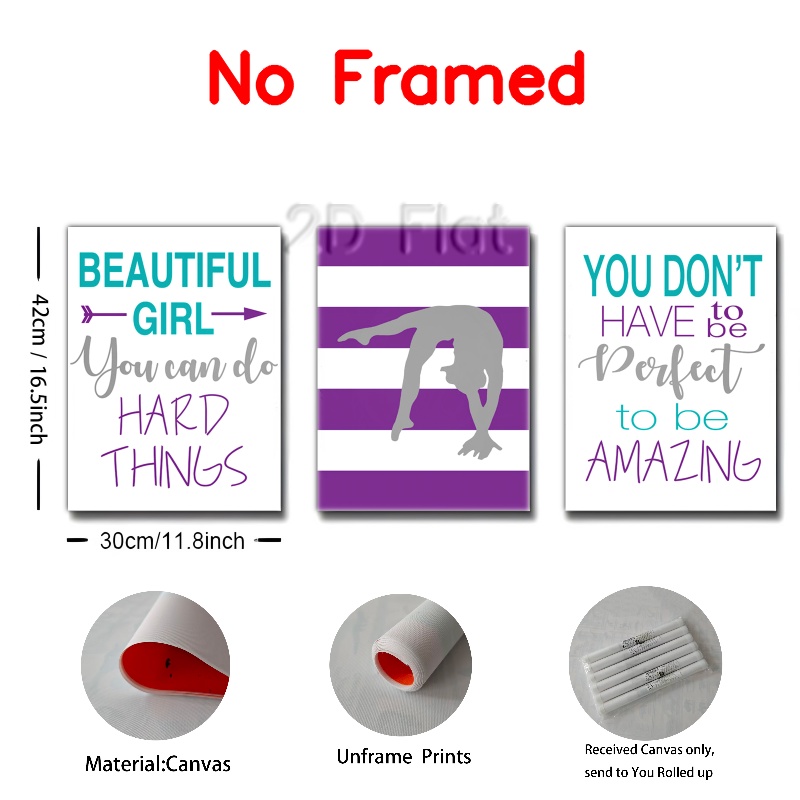 No Framed
2D Flat
42cm / 16.5inch
BEAUTIFUL
GIRL
You can do
HARD
THINGS
YOU DON'T
HAVE to be
Perfect
to be
AMAZING
30cm/11.8inch
Material:Canvas
Unframe Prints
Received Canvas only,
send to You Rolled up